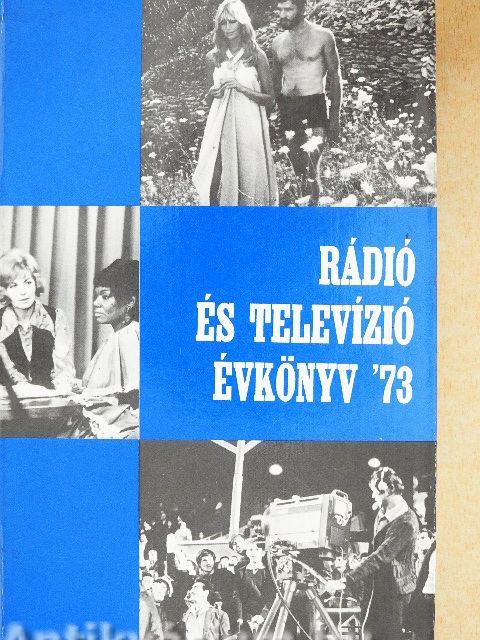 RÁDIÓ
ÉS TELEVÍZIÓ
ÉVKÖNYV '73